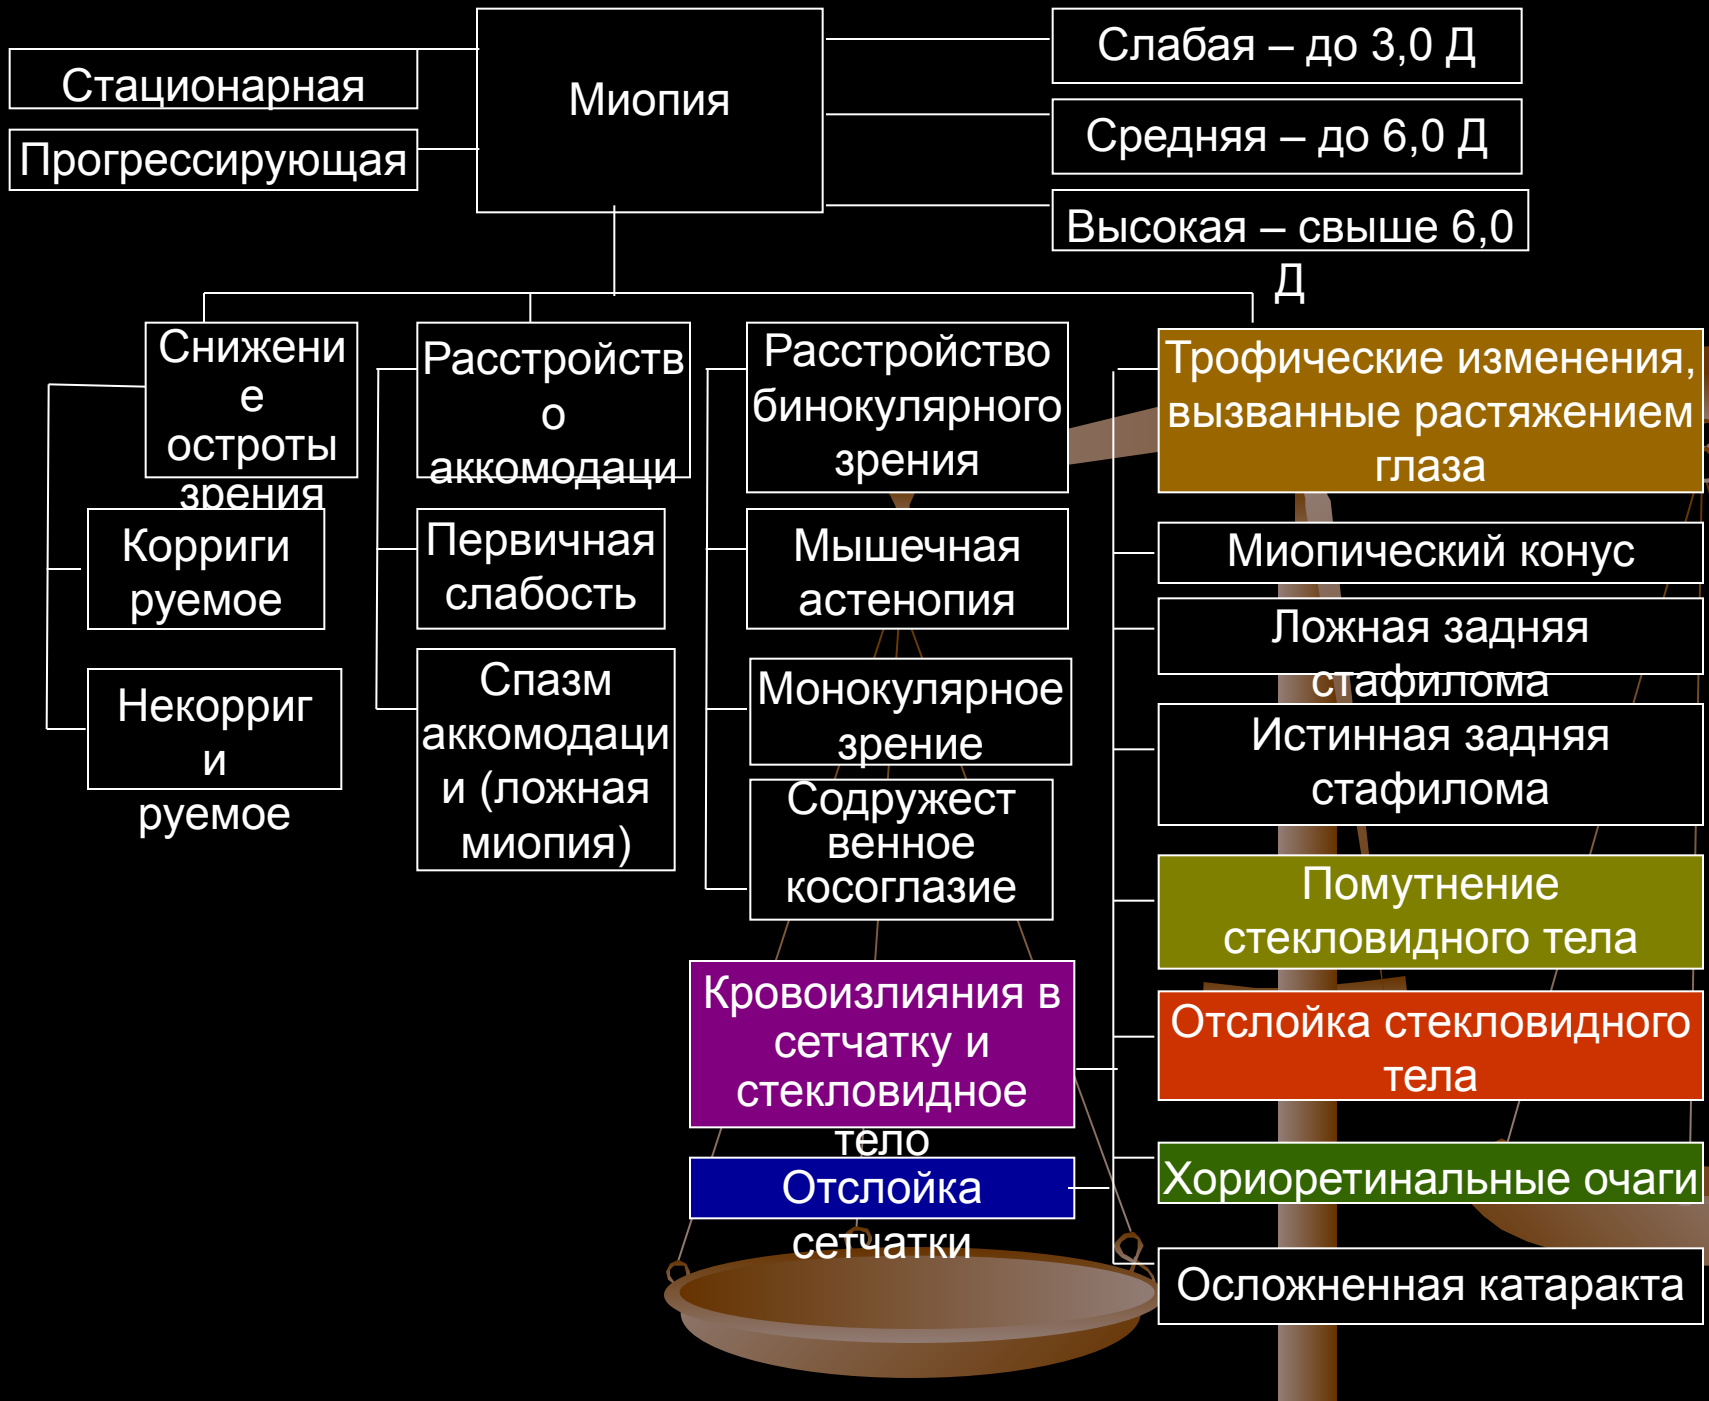 Миопия
Стационарная
Прогрессирующая
Слабая – до 3,0 Д
Средняя – до 6,0 Д
Высокая – свыше 6,0
Д
Снижени
е
остроты
зрения
Корриги
руемое
Некорриг
и
руемое
Расстройств
о
аккомодаци
Первичная
слабость
Спазм
аккомодаци
и (ложная
миопия)
Расстройство
бинокулярного
зрения
Мышечная
астенопия
Монокулярное
зрение
Содружест
венное
косоглазие
Трофические изменения,
вызванные растяжением
глаза
Миопический конус
Ложная задняя
стафилома
Истинная задняя
стафилома
Помутнение
стекловидного тела
Отслойка стекловидного
тела
Хориоретинальные очаги
Осложненная катаракта
Кровоизлияния в
сетчатку и
стекловидное
тело
Отслойка
сетчатки